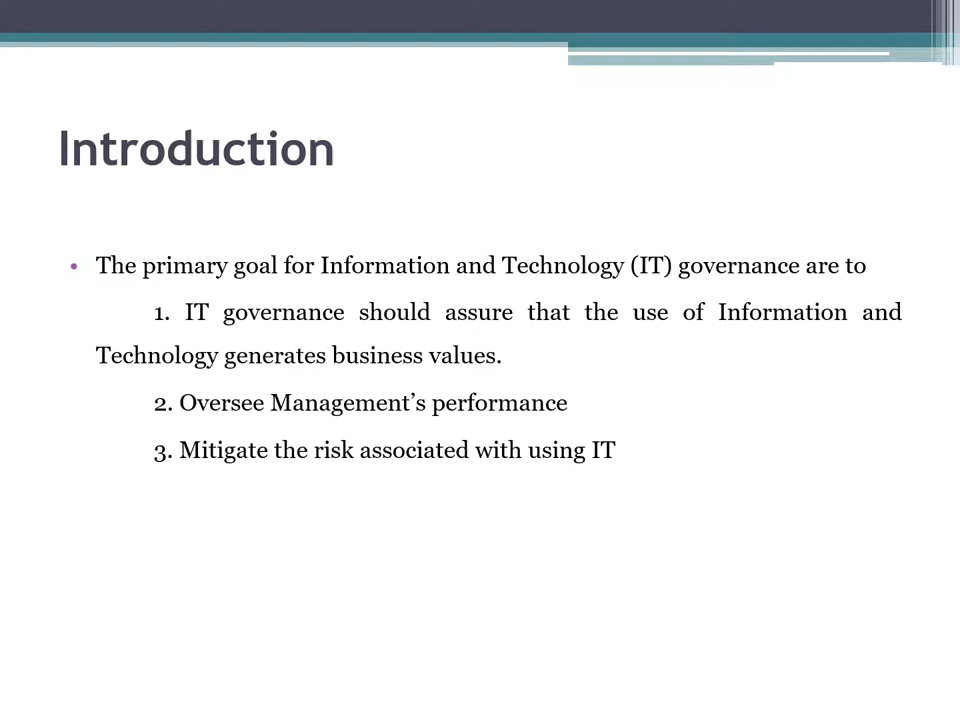 Introduction
• The primary goal for Information and Technology (IT) governance are to
1. IT governance should assure that the use of Information and
Technology generates business values.
2. Oversee Management’s performance
3. Mitigate the risk associated with using IT